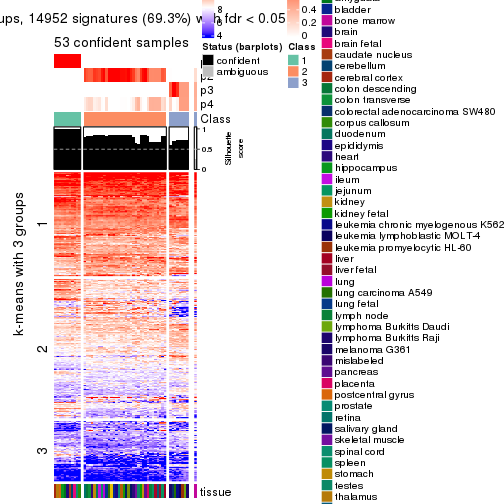 ups, 14952 signatures (69.3%) with fdr < 0.05
53 confident samples
p3
p4
Class
1
0.5
0
Silhouette
score
k-means with 3 groups
1
2
3
tissue
8
6
4
0.4
0.2
0
Status (barplots)
confident
ambiguous
Class
1
2
3
bladder
bone marrow
brain
brain fetal
caudate nucleus
cerebellum
cerebral cortex
colon descending
colon transverse
colorectal adenocarcinoma SW480
corpus callosum
duodenum
epididymis
heart
hippocampus
ileum
jejunum
kidney
kidney fetal
leukemia chronic myelogenous K562
leukemia lymphoblastic MOLT-4
leukemia promyelocytic HL-60
liver
liver fetal
lung
lung carcinoma A549
lung fetal
lymph node
lymphoma Burkitts Daudi
lymphoma Burkitts Raji
melanoma G361
mislabeled
pancreas
placenta
postcentral gyrus
prostate
retina
salivary gland
skeletal muscle
spinal cord
spleen
stomach
testes
thalamus